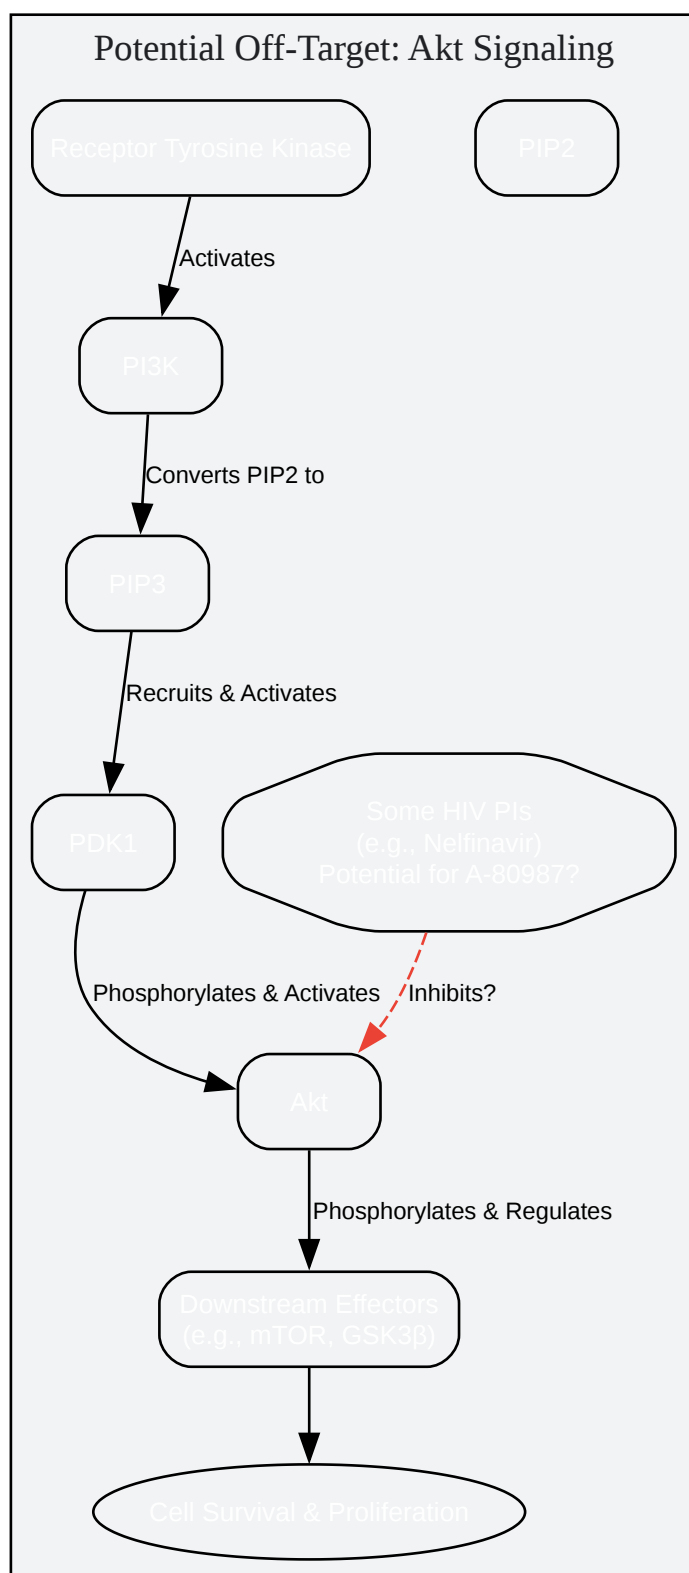 Potential Off-Target: Akt Signaling
Receptor Tyrosine Kinase
PIP2
Activates
PI3K
Converts PIP2 to
PIP3
Recruits & Activates
Some HIV PIs
(e.g., Nelfinavir)
Potential for A-80987?
PDK1
Phosphorylates & Activates
Inhibits?
Akt
Phosphorylates & Regulates
Downstream Effectors
(e.g., mTOR, GSK3β)
Cell Survival & Proliferation